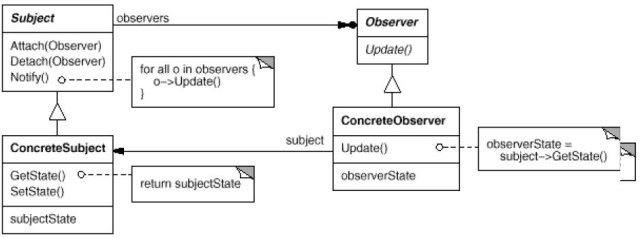 Subject
observers
Observer
Attach(Observer)
Detach(Observer)
Notify()
for all o in observers {
o->Update()
}
Update()
ConcreteSubject
GetState()
SetState()
subjectState
return subjectState
subject
ConcreteObserver
Update()
observerState
observerState =
subject->GetState()